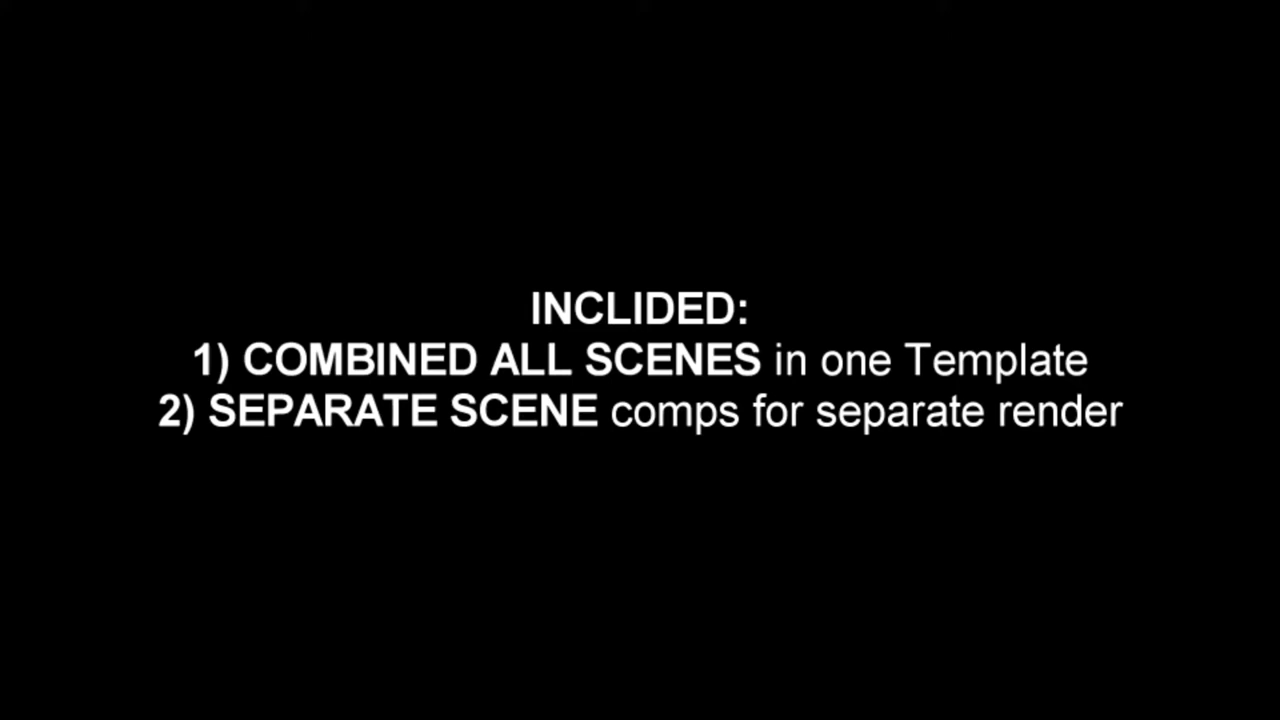 INCLIDED:
1) COMBINED ALL SCENES in one Template
2) SEPARATE SCENE comps for separate render